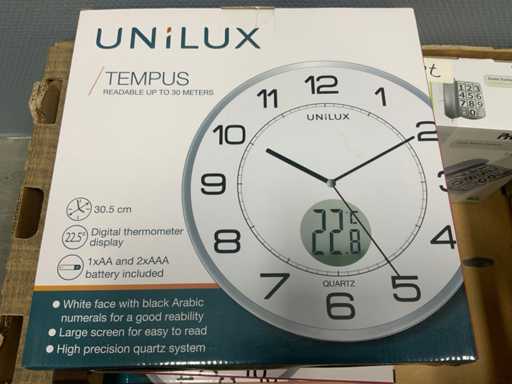 UNiLUX
/TEMPUS
READABLE UP TO 30 METERS
30.5 cm
22.5° Digital thermometer
display
1xAA and 2xAAA
battery included
• White face with black Arabic
numerals for a good reability
• Large screen for easy to read
• High precision quartz system
12
11
1
10
UNiLUX
2
9
3
8
22.8 °C
4
QUARTZ
7
6
5